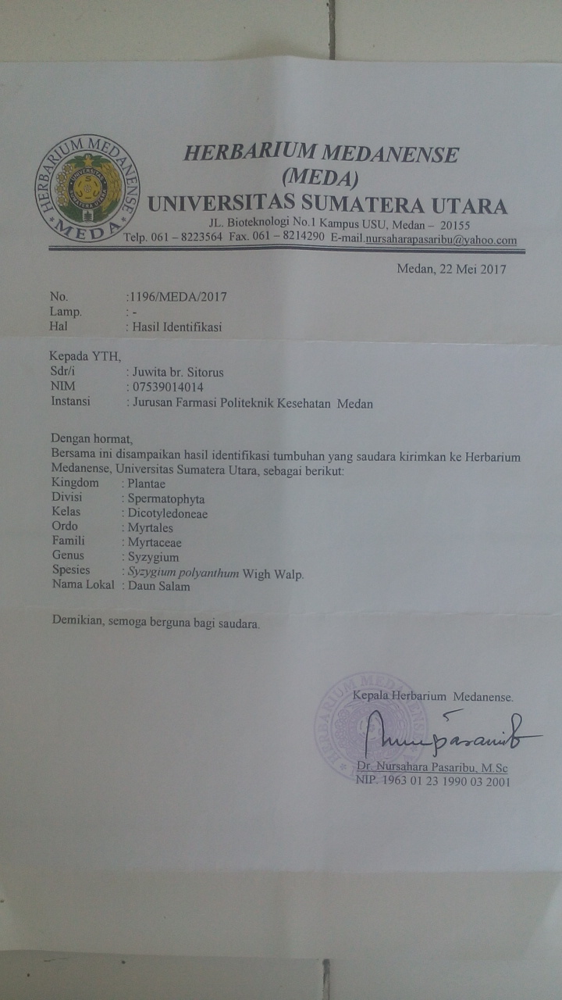 HERBARIUM MEDANENSE
MEDA
UNIVERSITAS
HERBARIUM MEDANENSE
(MEDA)
UNIVERSITAS SUMATERA UTARA
JL. Bioteknologi No.1 Kampus USU, Medan – 20155
Telp. 061 – 8223564 Fax. 061 – 8214290 E-mail.nursaharapasaribu@yahoo.com
Medan, 22 Mei 2017
No. :1196/MEDA/2017
Lamp. : -
Hal : Hasil Identifikasi
Kepada YTH,
Sdr/i : Juwita br. Sitorus
NIM : 07539014014
Instansi : Jurusan Farmasi Politeknik Kesehatan Medan
Dengan hormat,
Bersama ini disampaikan hasil identifikasi tumbuhan yang saudara kirimkan ke Herbarium
Medanense, Universitas Sumatera Utara, sebagai berikut:
Kingdom : Plantae
Divisi : Spermatophyta
Kelas : Dicotyledoneae
Ordo : Myrtales
Famili : Myrtaceae
Genus : Syzygium
Spesies : Syzygium polyanthum Wigh Walp.
Nama Lokal : Daun Salam
Demikian, semoga berguna bagi saudara.
HERBARIUM MEDANENSE
Kepala Herbarium Medanense.
Dr. Nursahara Pasaribu, M.Sc
NIP. 1963 01 23 1990 03 2001